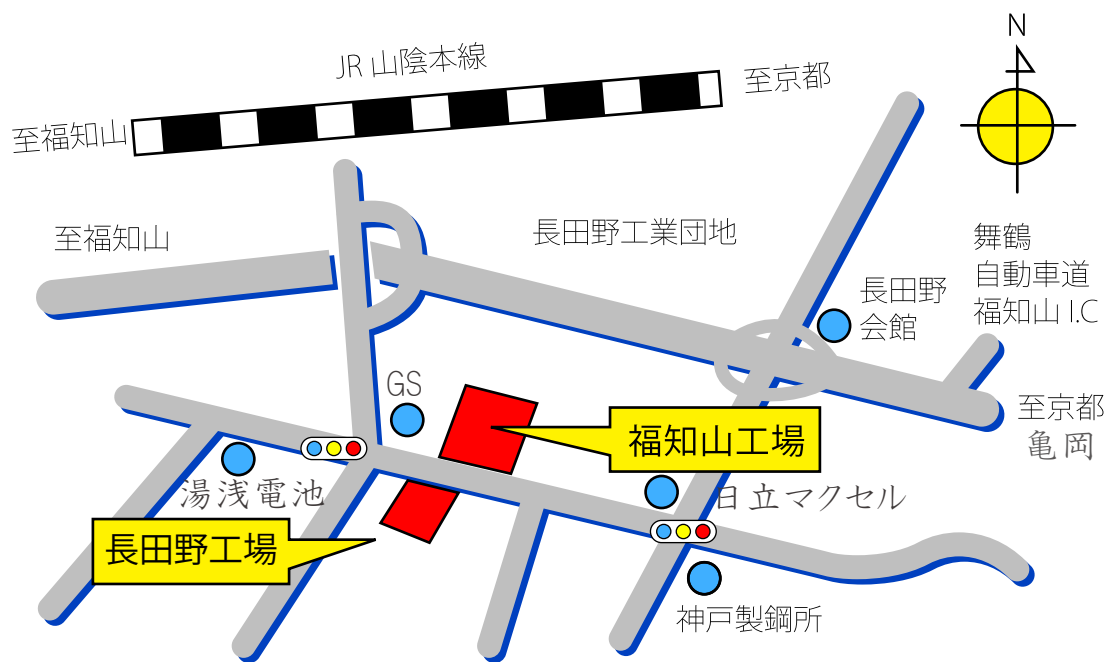 N
JR 山陰本線
至京都
至福知山
至福知山
長田野工業団地
舞鶴
自動車道
福知山 I.C
長田野
会館
GS
至京都
亀岡
福知山工場
湯浅電池
日立マクセル
長田野工場
神戸製鋼所